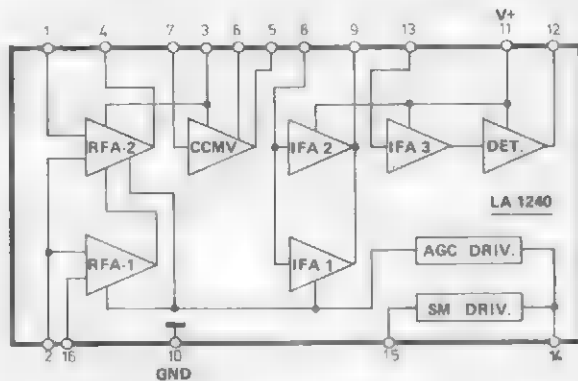 V+
1 4 7 3 6 5 8 9 13 11 12
RFA-2 CCMV IFA 2 IFA 3 DET.
LA 1240
RFA-1 IFA 1 AGC DRIV.
SM DRIV.
2 16 10 15 14
GND